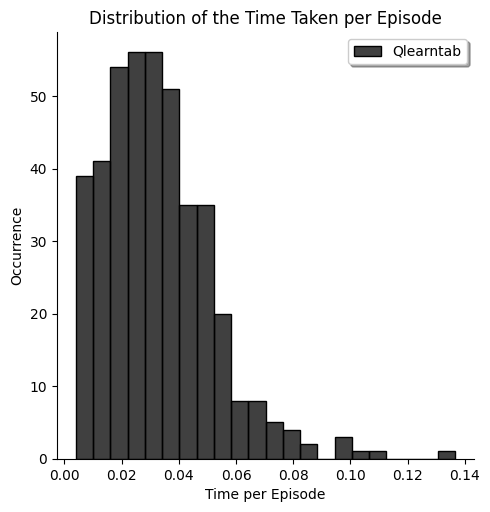 Distribution of the Time Taken per Episode
Qlearntab
50
40
30
20
10
0
Occurrence
0.00 0.02 0.04 0.06 0.08 0.10 0.12 0.14
Time per Episode